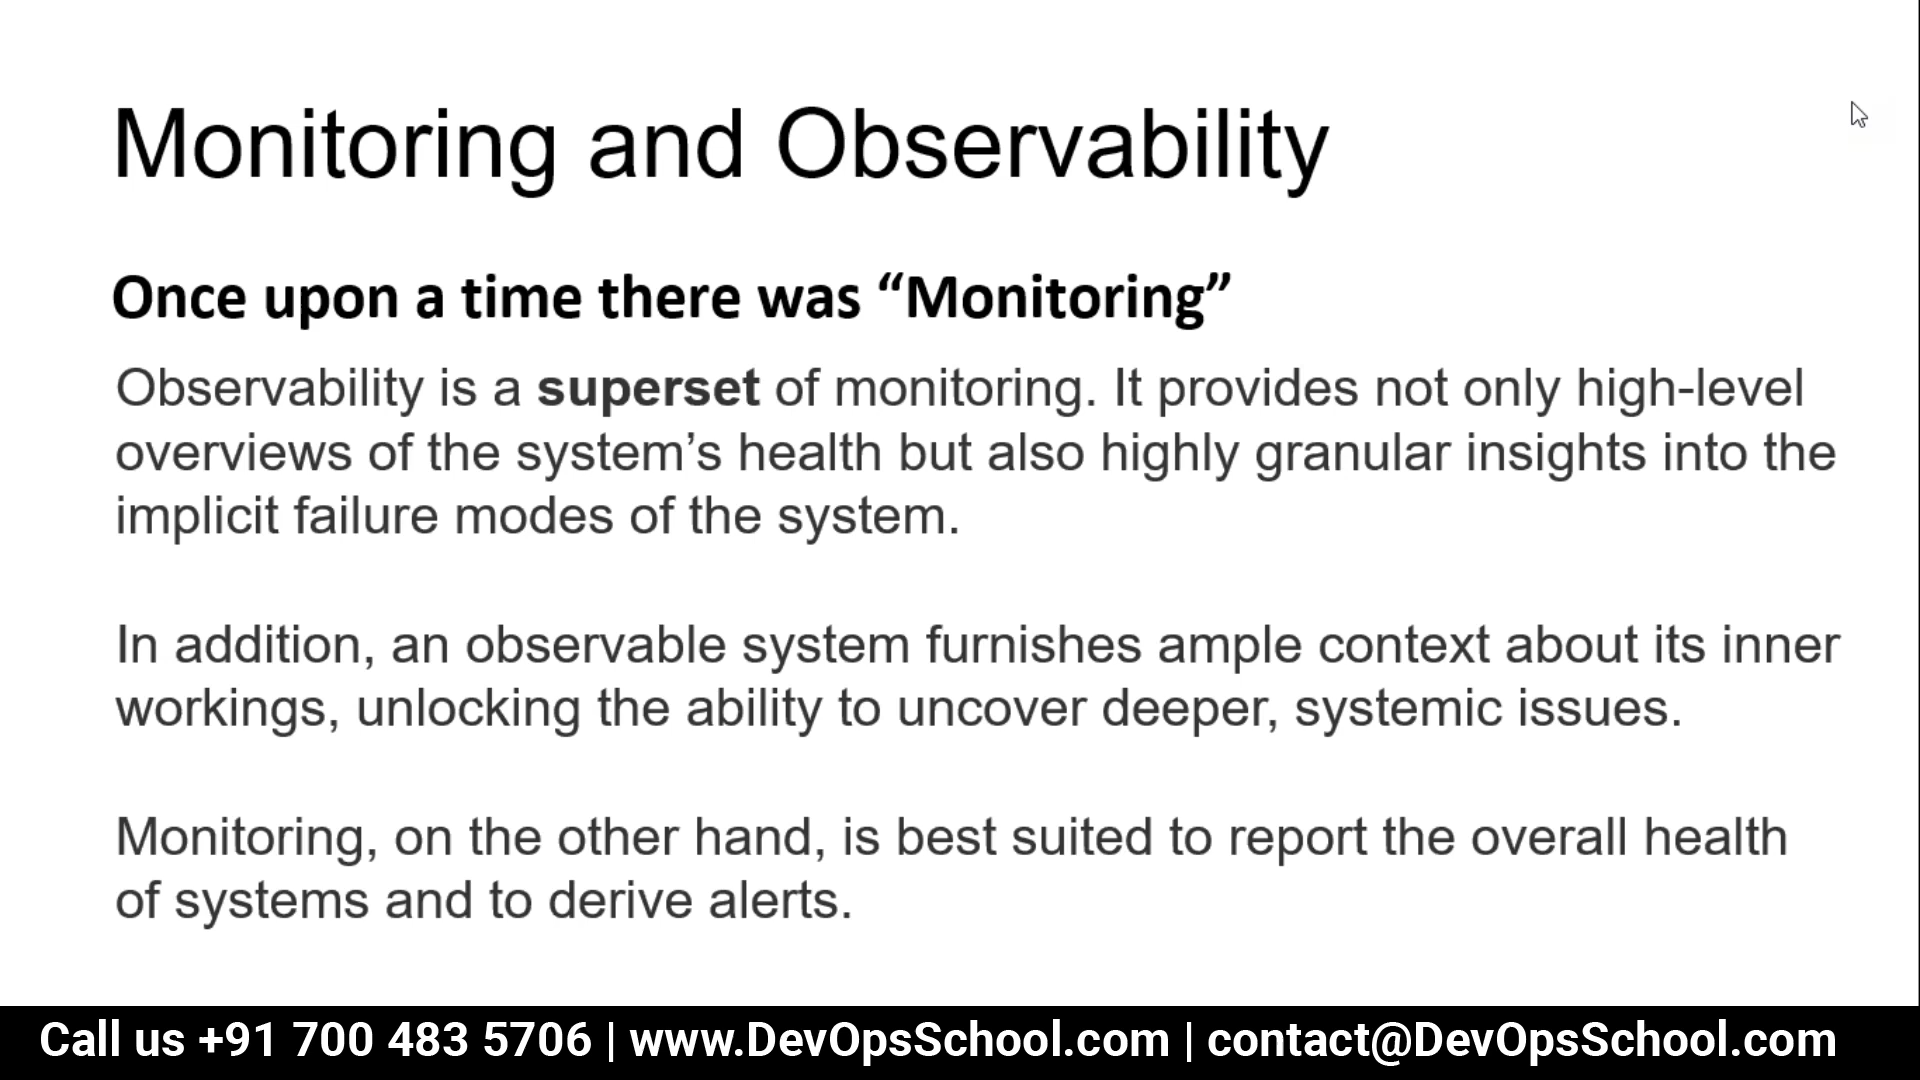 Monitoring and Observability
Once upon a time there was “Monitoring”
Observability is a superset of monitoring. It provides not only high-level
overviews of the system’s health but also highly granular insights into the
implicit failure modes of the system.
In addition, an observable system furnishes ample context about its inner
workings, unlocking the ability to uncover deeper, systemic issues.
Monitoring, on the other hand, is best suited to report the overall health
of systems and to derive alerts.
Call us +91 700 483 5706 | www.DevOpsSchool.com | contact@DevOpsSchool.com